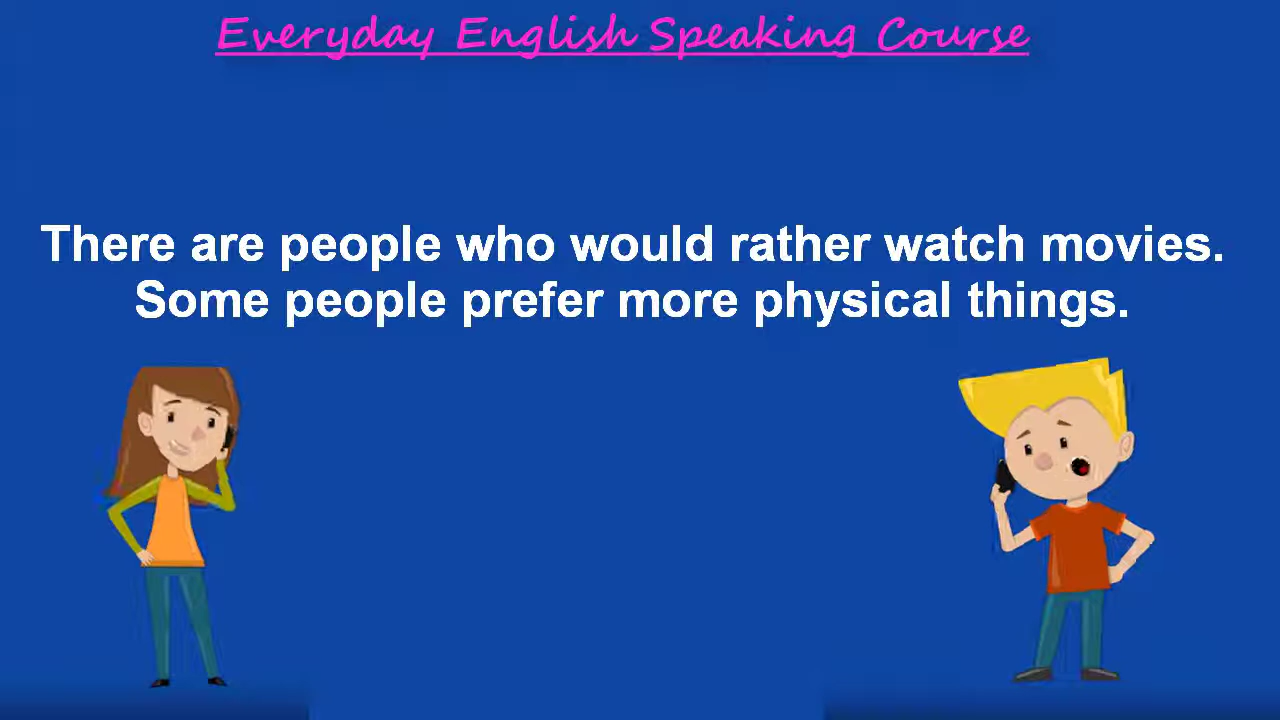 Everyday English Speaking Course
There are people who would rather watch movies.
Some people prefer more physical things.